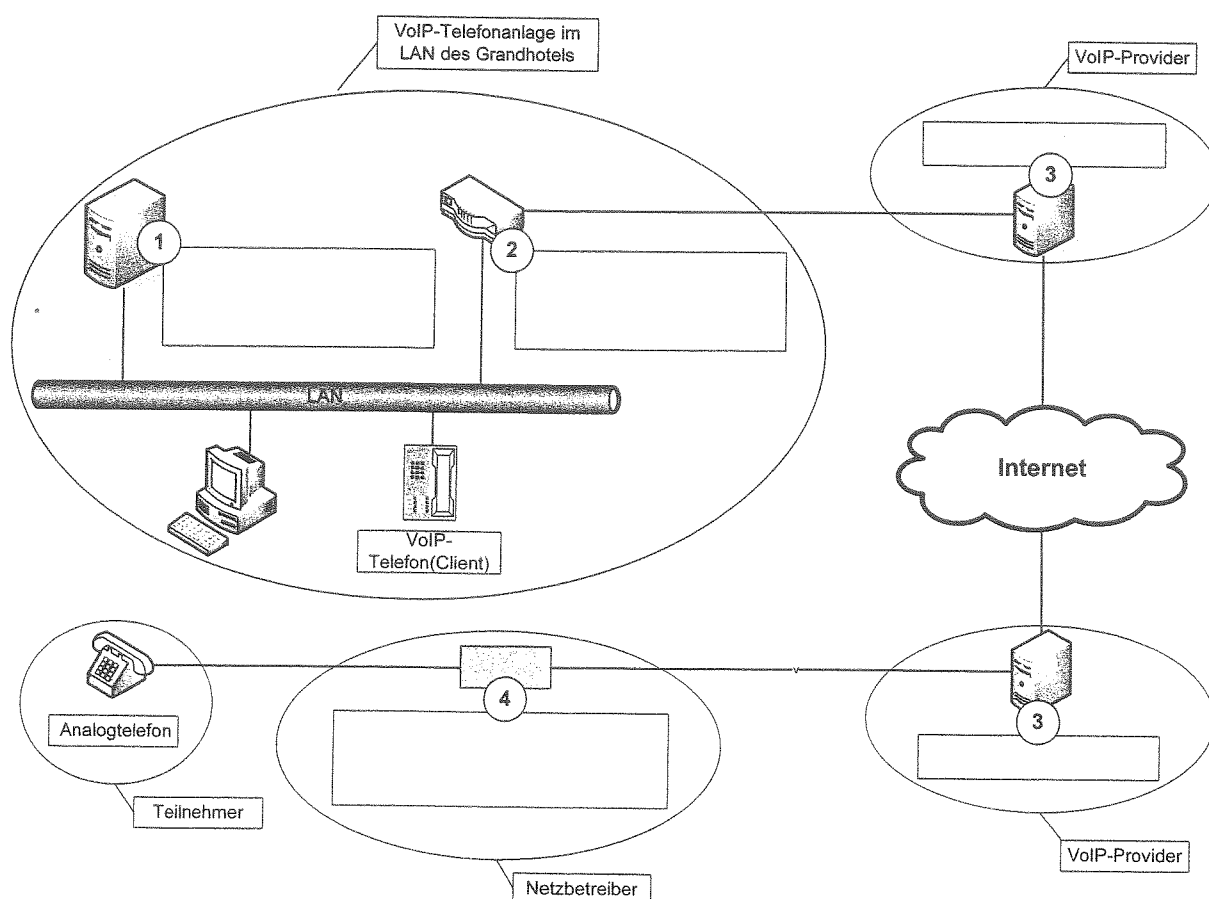 VoIP-Telefonanlage im
LAN des Grandhotels
VoIP-Provider
3
1
2
LAN
Internet
VoIP-
Telefon(Client)
4
3
Analogtelefon
Teilnehmer
VoIP-Provider
Netzbetreiber